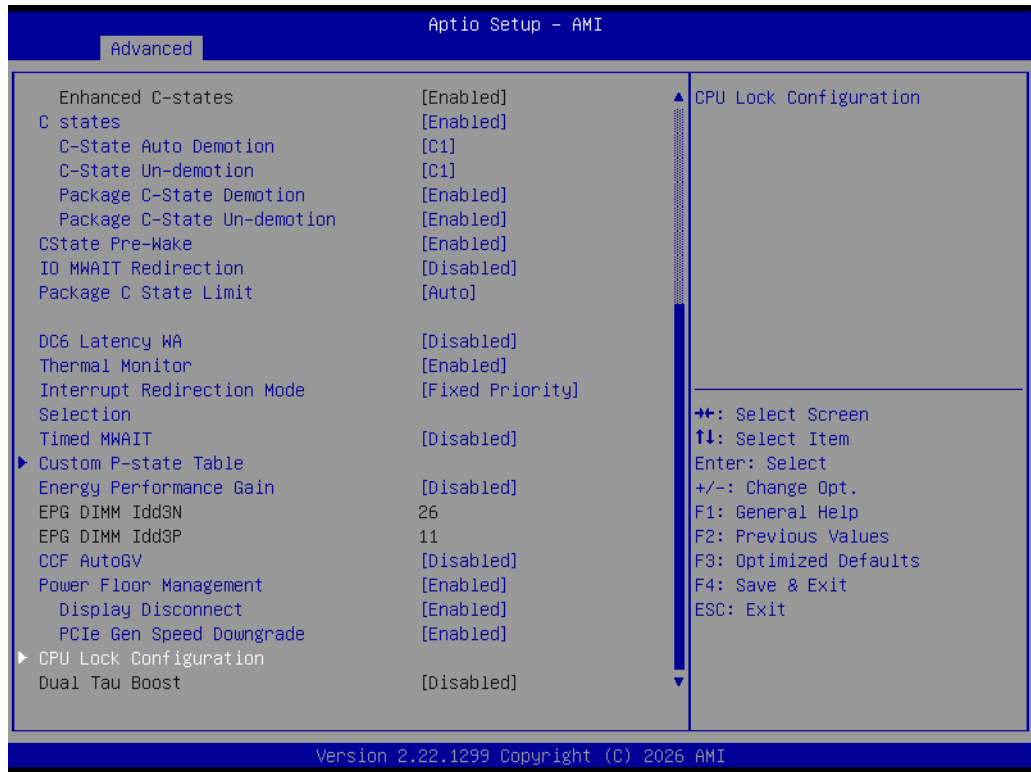 Aptio Setup – AMI
Advanced
Enhanced C-states [Enabled]
C states [Enabled]
C-State Auto Demotion [C1]
C-State Un-demotion [C1]
Package C-State Demotion [Enabled]
Package C-State Un-demotion [Enabled]
CState Pre-Wake [Enabled]
IO MWAIT Redirection [Disabled]
Package C State Limit [Auto]
DC6 Latency WA [Disabled]
Thermal Monitor [Enabled]
Interrupt Redirection Mode [Fixed Priority]
Selection
Timed MWAIT [Disabled]
Custom P-state Table
Energy Performance Gain [Disabled]
EPG DIMM Idd3N 26
EPG DIMM Idd3P 11
CCF AutoGV [Disabled]
Power Floor Management [Enabled]
Display Disconnect [Enabled]
PCIe Gen Speed Downgrade [Enabled]
CPU Lock Configuration
Dual Tau Boost [Disabled]
CPU Lock Configuration
→←: Select Screen
↑↓: Select Item
Enter: Select
+/-: Change Opt.
F1: General Help
F2: Previous Values
F3: Optimized Defaults
F4: Save & Exit
ESC: Exit
Version 2.22.1299 Copyright (C) 2026 AMI